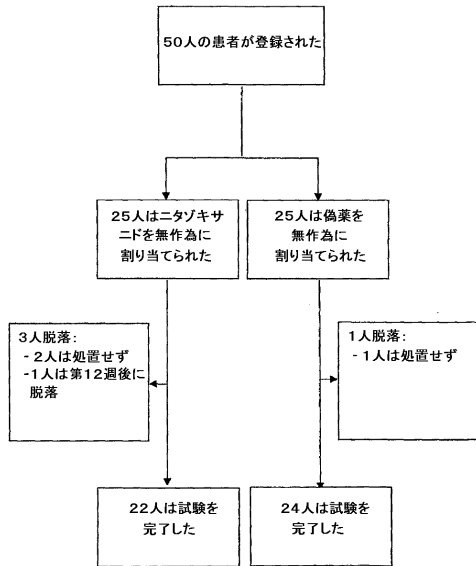 50人の患者が登録された
25人はニタゾキサ
ニドを無作為に
割り当てられた
25人は偽薬を
無作為に
割り当てられた
3人脱落:
- 2人は処置せず
-1人は第12週後に
脱落
1人脱落:
- 1人は処置せず
22人は試験を
完了した
24人は試験を
完了した